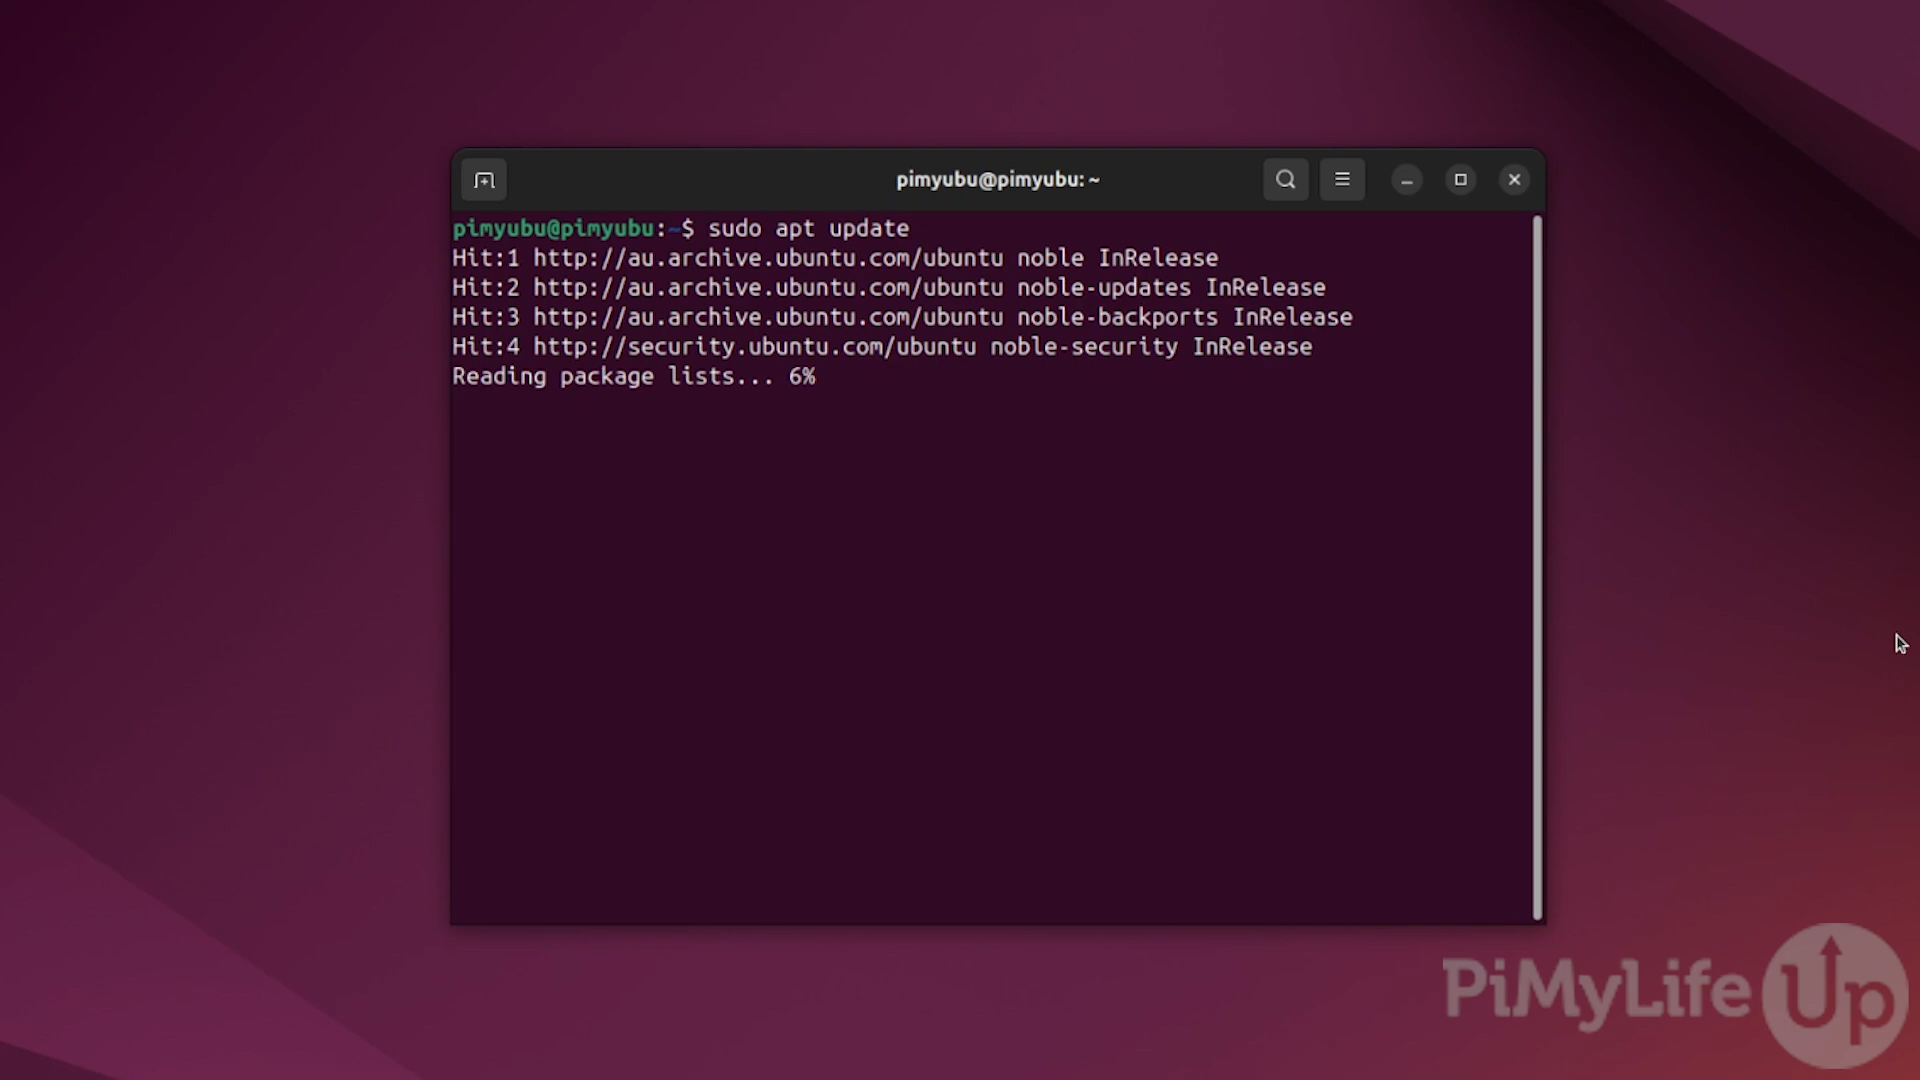 pimyubu@pimyubu: ~
pimyubu@pimyubu:~$ sudo apt update
Hit:1 http://au.archive.ubuntu.com/ubuntu noble InRelease
Hit:2 http://au.archive.ubuntu.com/ubuntu noble-updates InRelease
Hit:3 http://au.archive.ubuntu.com/ubuntu noble-backports InRelease
Hit:4 http://security.ubuntu.com/ubuntu noble-security InRelease
Reading package lists... 6%
PiMyLifeUp